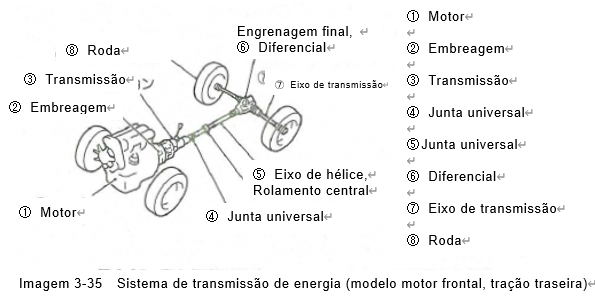 Engrenagem final,
⑥ Diferencial
⑧ Roda
③ Transmissão
⑦ Eixo de transmissão
② Embreagem
⑤ Eixo de hélice,
Rolamento central
① Motor
④ Junta universal
① Motor
② Embreagem
③ Transmissão
④ Junta universal
⑤Junta universal
⑥ Diferencial
⑦ Eixo de transmissão
⑧ Roda
Imagem 3-35 Sistema de transmissão de energia (modelo motor frontal, tração traseira)